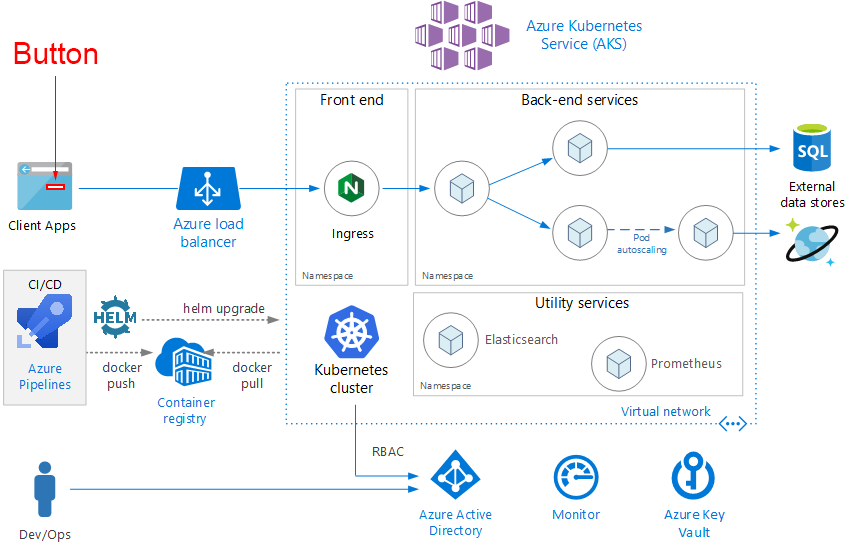 Azure Kubernetes
Service (AKS)
Button
Front end
Back-end services
SQL
Client Apps
Azure load
balancer
N
Ingress
Pod
autoscaling
External
data stores
Namespace
Namespace
CI/CD
Azure
Pipelines
HELM
helm upgrade
docker
push
docker
pull
Container
registry
Kubernetes
cluster
Utility services
Elasticsearch
Prometheus
Namespace
Virtual network
RBAC
Dev/Ops
Azure Active
Directory
Monitor
Azure Key
Vault